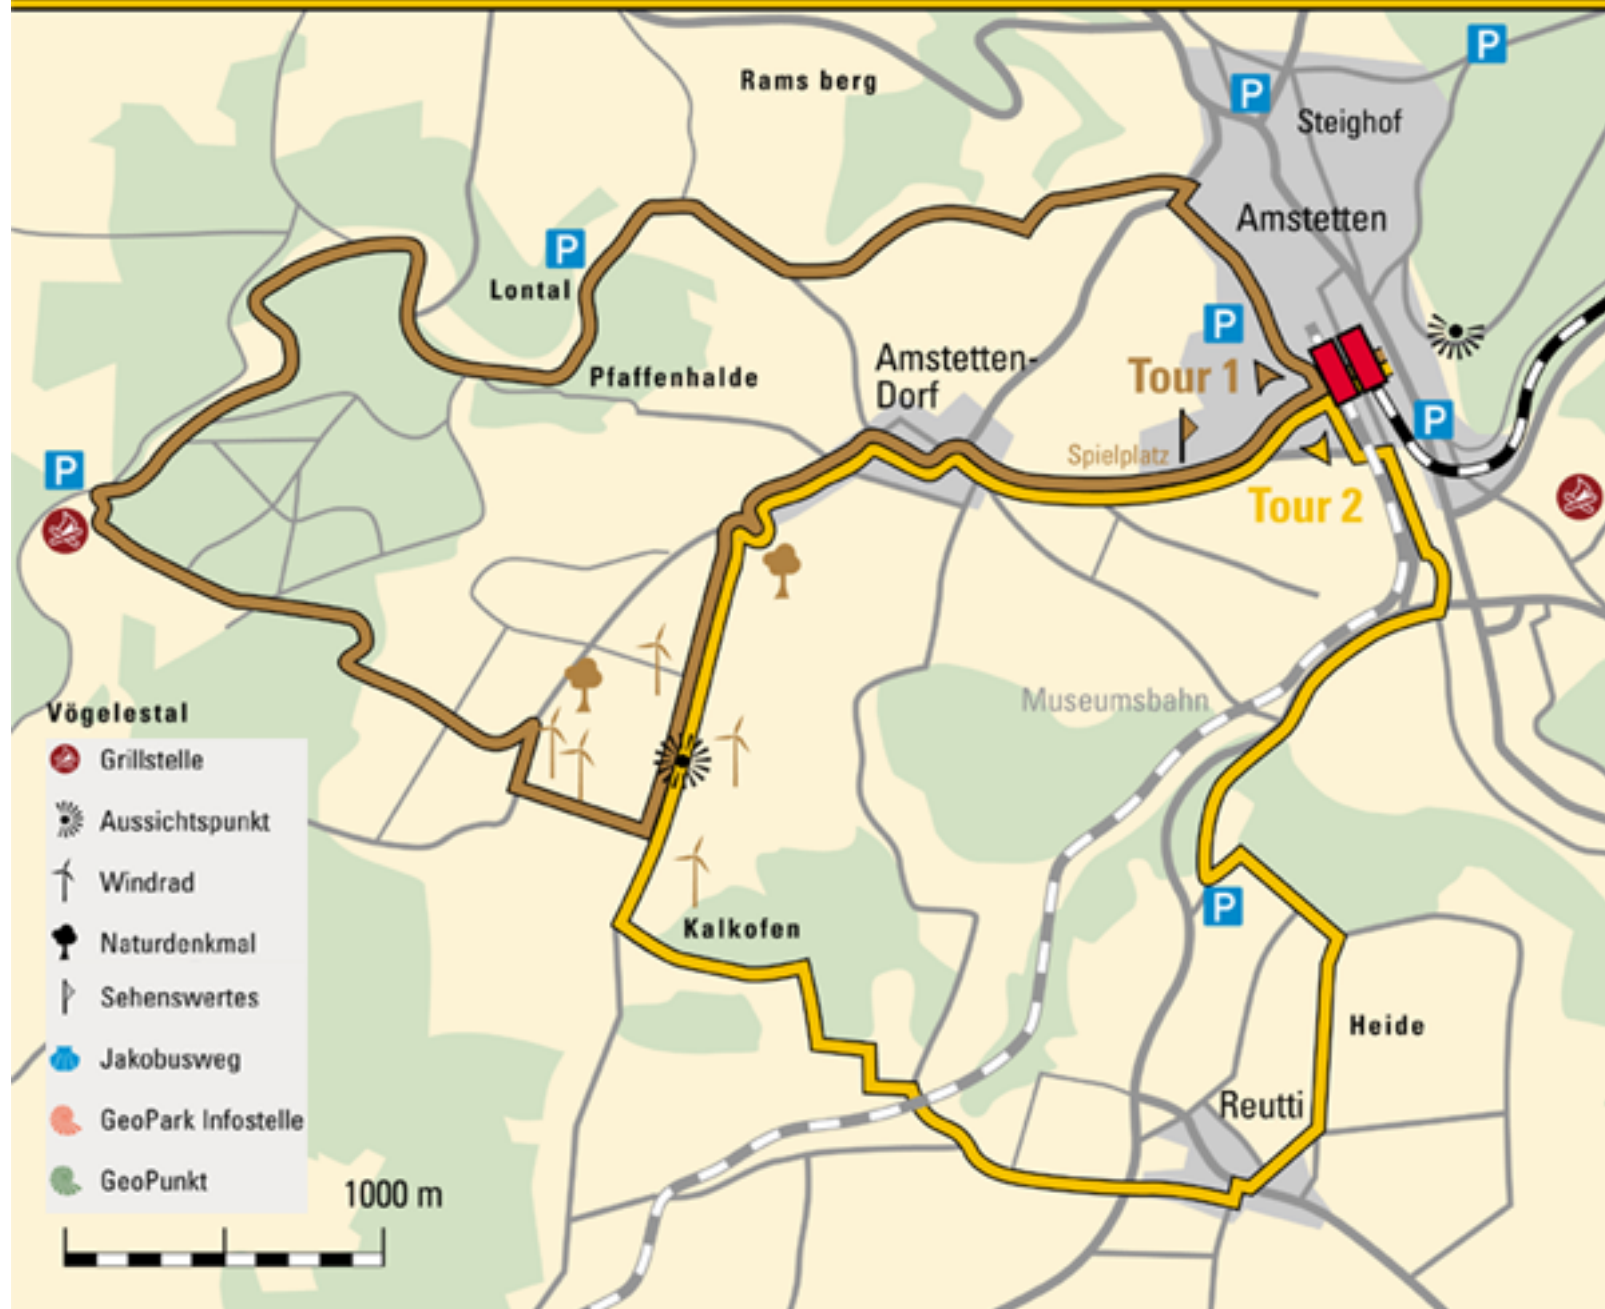 P
Rams berg
P
Steighof
Amstetten
P
Lontal
P
Amstetten-
Dorf
Tour 1
Pfaffenhalde
P
Spielplatz
P
Tour 2
Museumsbahn
Vögelestal
Grillstelle
Aussichtspunkt
Windrad
Naturdenkmal
Sehenswertes
Jakobusweg
GeoPark Infostelle
GeoPunkt
1000 m
Kalkofen
P
Heide
Reutti